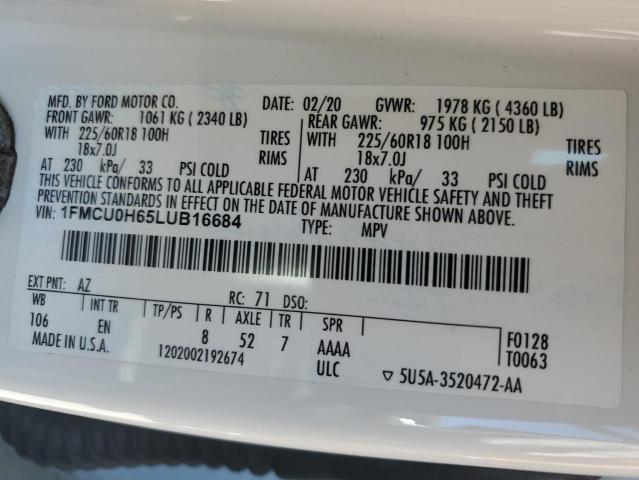 MFD. BY FORD MOTOR CO. DATE: 02/20 GVWR: 1978 KG ( 4360 LB)
FRONT GAWR: 1061 KG ( 2340 LB) REAR GAWR: 975 KG ( 2150 LB)
WITH 225/60R18 100H TIRES WITH 225/60R18 100H TIRES
18x7.0J RIMS 18x7.0J RIMS
AT 230 kPa/ 33 PSI COLD AT 230 kPa/ 33 PSI COLD
THIS VEHICLE CONFORMS TO ALL APPLICABLE FEDERAL MOTOR VEHICLE SAFETY AND THEFT
PREVENTION STANDARDS IN EFFECT ON THE DATE OF MANUFACTURE SHOWN ABOVE.
VIN: 1FMCU0H65LUB16684 TYPE: MPV
EXT PNT: AZ RC: 71 DSO:
WB INT TR TP/PS R AXLE TR SPR
106 EN 8 52 7 AAAA F0128
MADE IN U.S.A. 1202002192674 ULC T0063
▽ 5U5A-3520472-AA